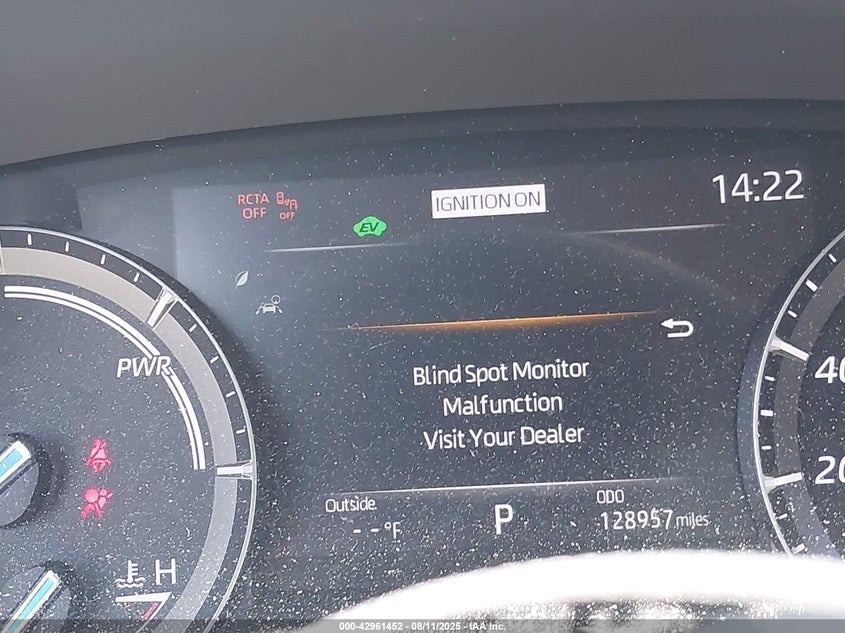 RCTA
OFF
OFF
EV
IGNITION ON
14:22
PWR
Blind Spot Monitor
Malfunction
Visit Your Dealer
40
20
Outside
- - °F
P
ODO
128957 miles
H
000-42961452 - 08/11/2025 - IAA Inc.